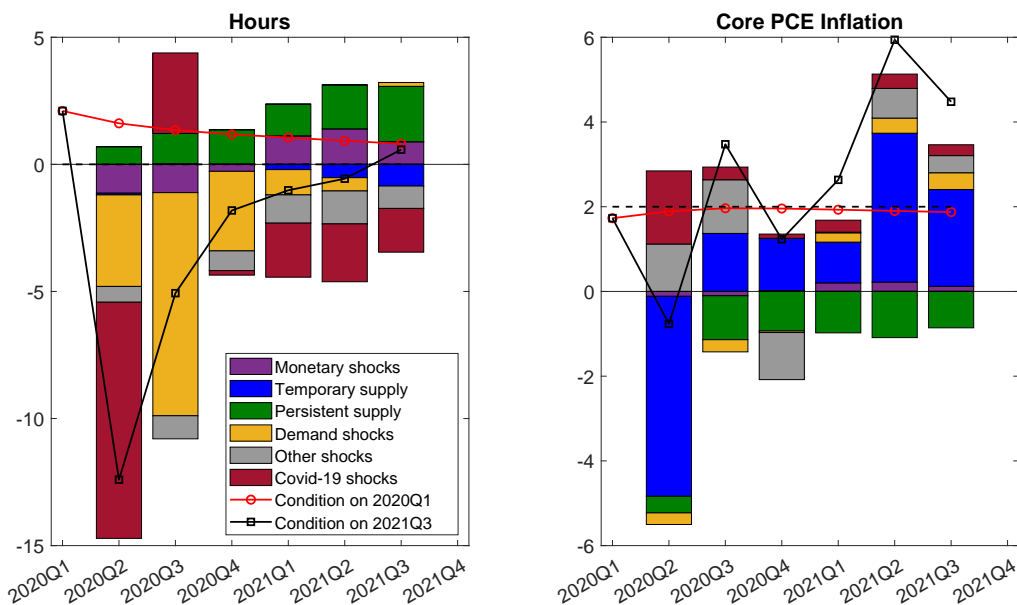 Hours
5
0
-5
-10
-15
Monetary shocks
Temporary supply
Persistent supply
Demand shocks
Other shocks
Covid-19 shocks
Condition on 2020Q1
Condition on 2021Q3
2020Q1
2020Q2
2020Q3
2020Q4
2021Q1
2021Q2
2021Q3
2021Q4
Core PCE Inflation
6
4
2
0
-2
-4
-6
2020Q1
2020Q2
2020Q3
2020Q4
2021Q1
2021Q2
2021Q3
2021Q4